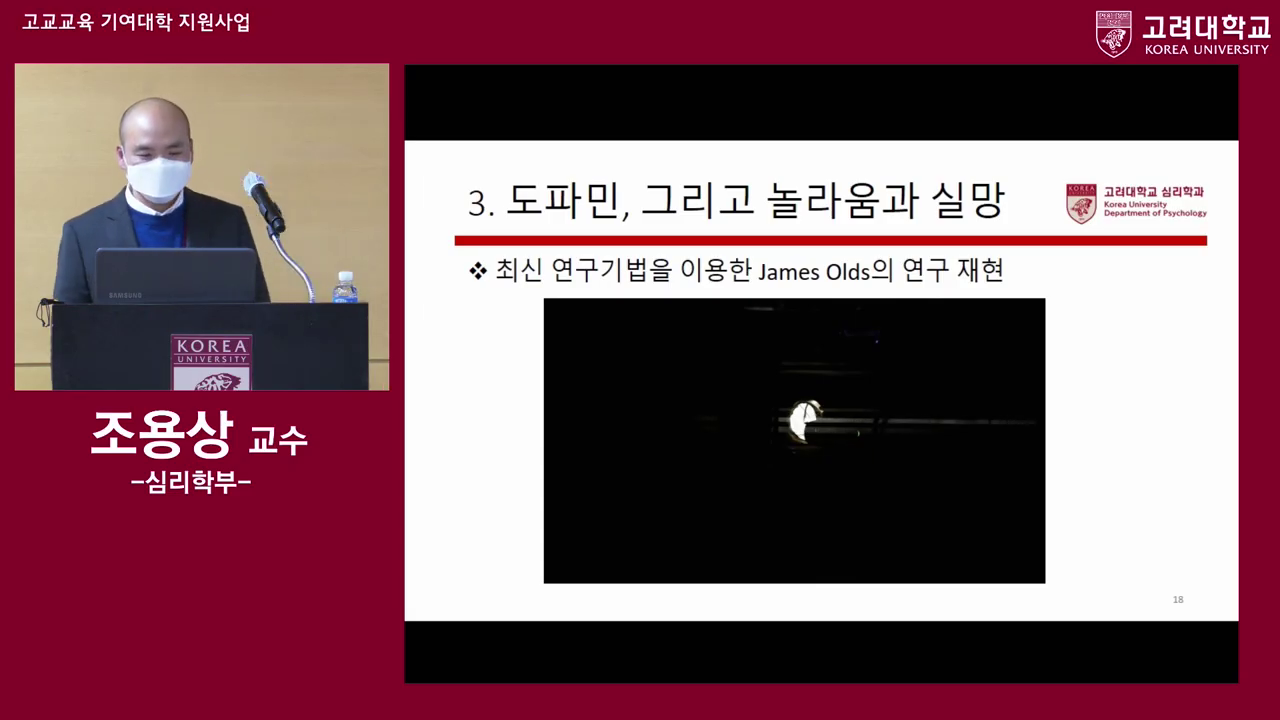 고교교육 기여대학 지원사업
고려대학교
KOREA UNIVERSITY
SAMSUNG
KOREA
UNIVERSITY
조용상 교수
-심리학부-
3. 도파민, 그리고 놀라움과 실망
KOREA
고려대학교 심리학과
Korea University
Department of Psychology
❖ 최신 연구기법을 이용한 James Olds의 연구 재현
18